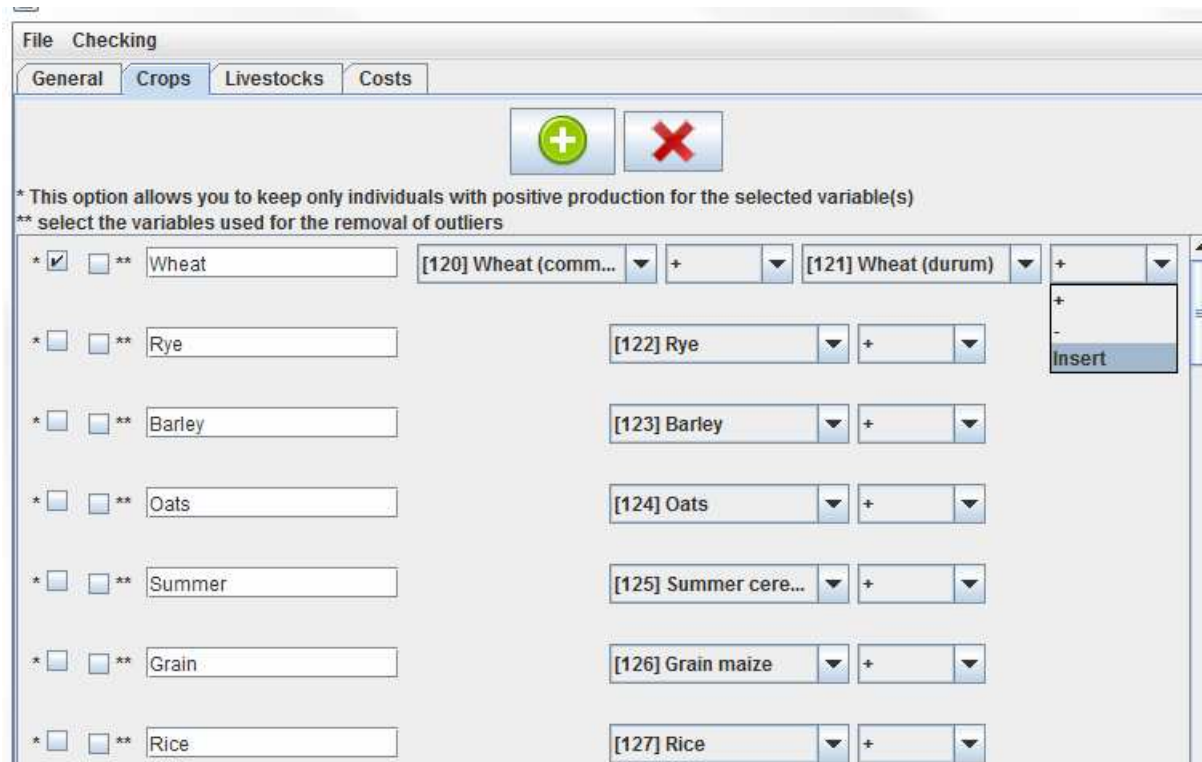 File Checking
General Crops Livestocks Costs
* This option allows you to keep only individuals with positive production for the selected variable(s)
** select the variables used for the removal of outliers
* ** Wheat [120] Wheat (comm... + [121] Wheat (durum) +
+
-
Insert
* ** Rye [122] Rye +
* ** Barley [123] Barley +
* ** Oats [124] Oats +
* ** Summer [125] Summer cere... +
* ** Grain [126] Grain maize +
* ** Rice [127] Rice +